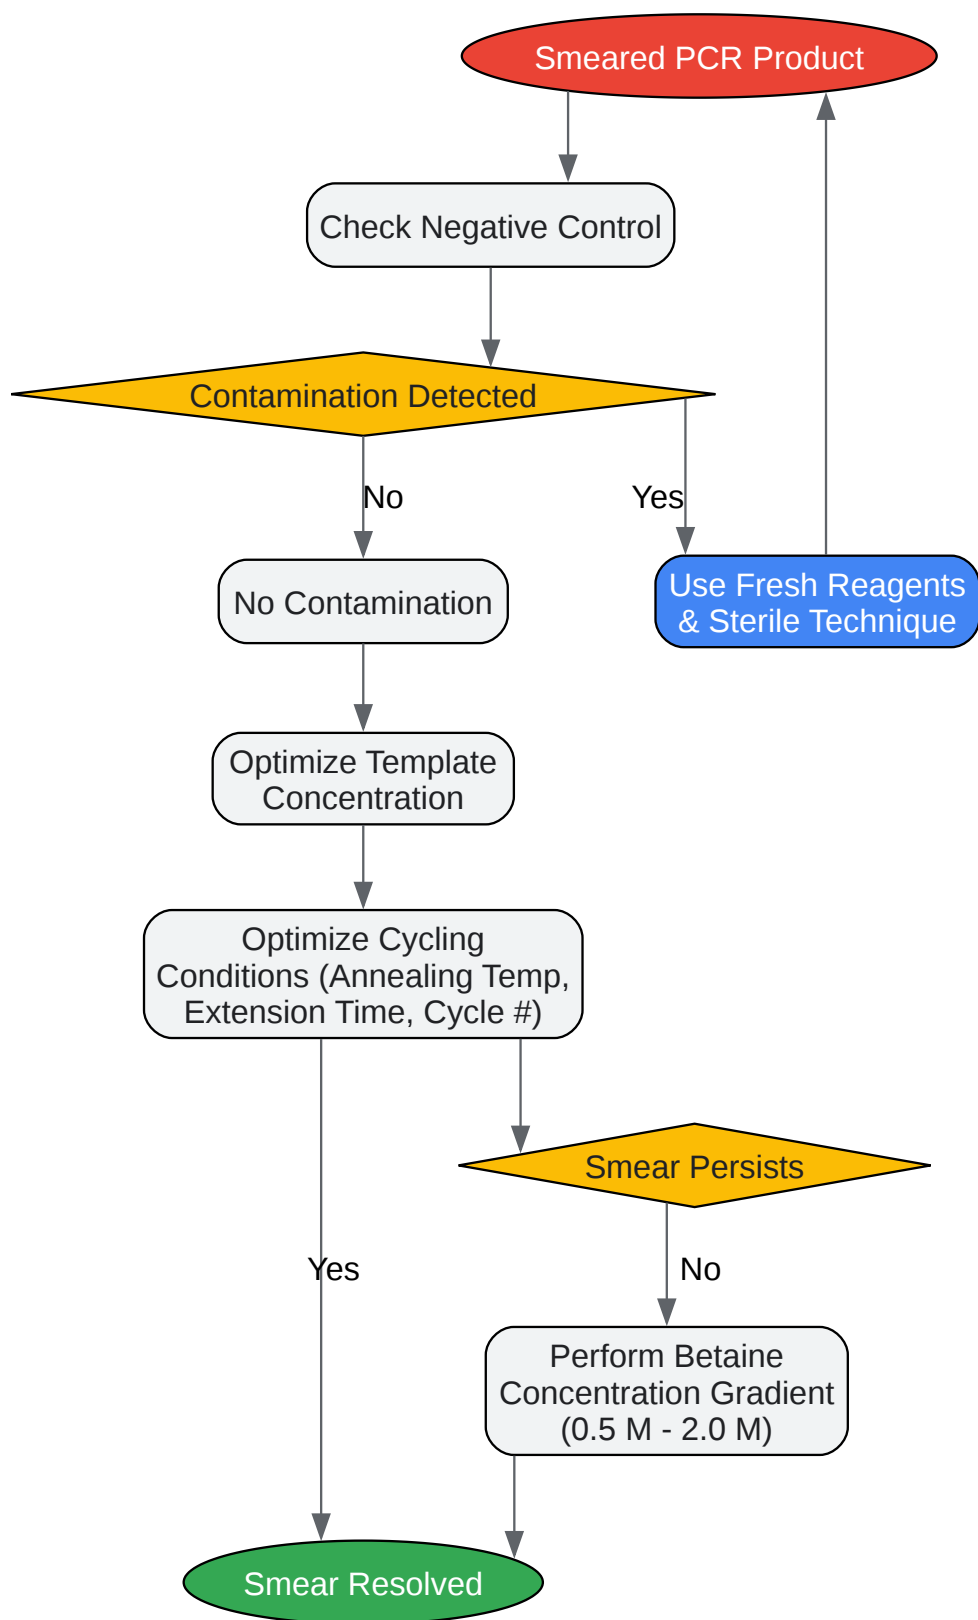 Smeared PCR Product
Check Negative Control
Contamination Detected
No
Yes
No Contamination
Use Fresh Reagents
& Sterile Technique
Optimize Template
Concentration
Optimize Cycling
Conditions (Annealing Temp,
Extension Time, Cycle #)
Smear Persists
Yes
No
Perform Betaine
Concentration Gradient
(0.5 M - 2.0 M)
Smear Resolved